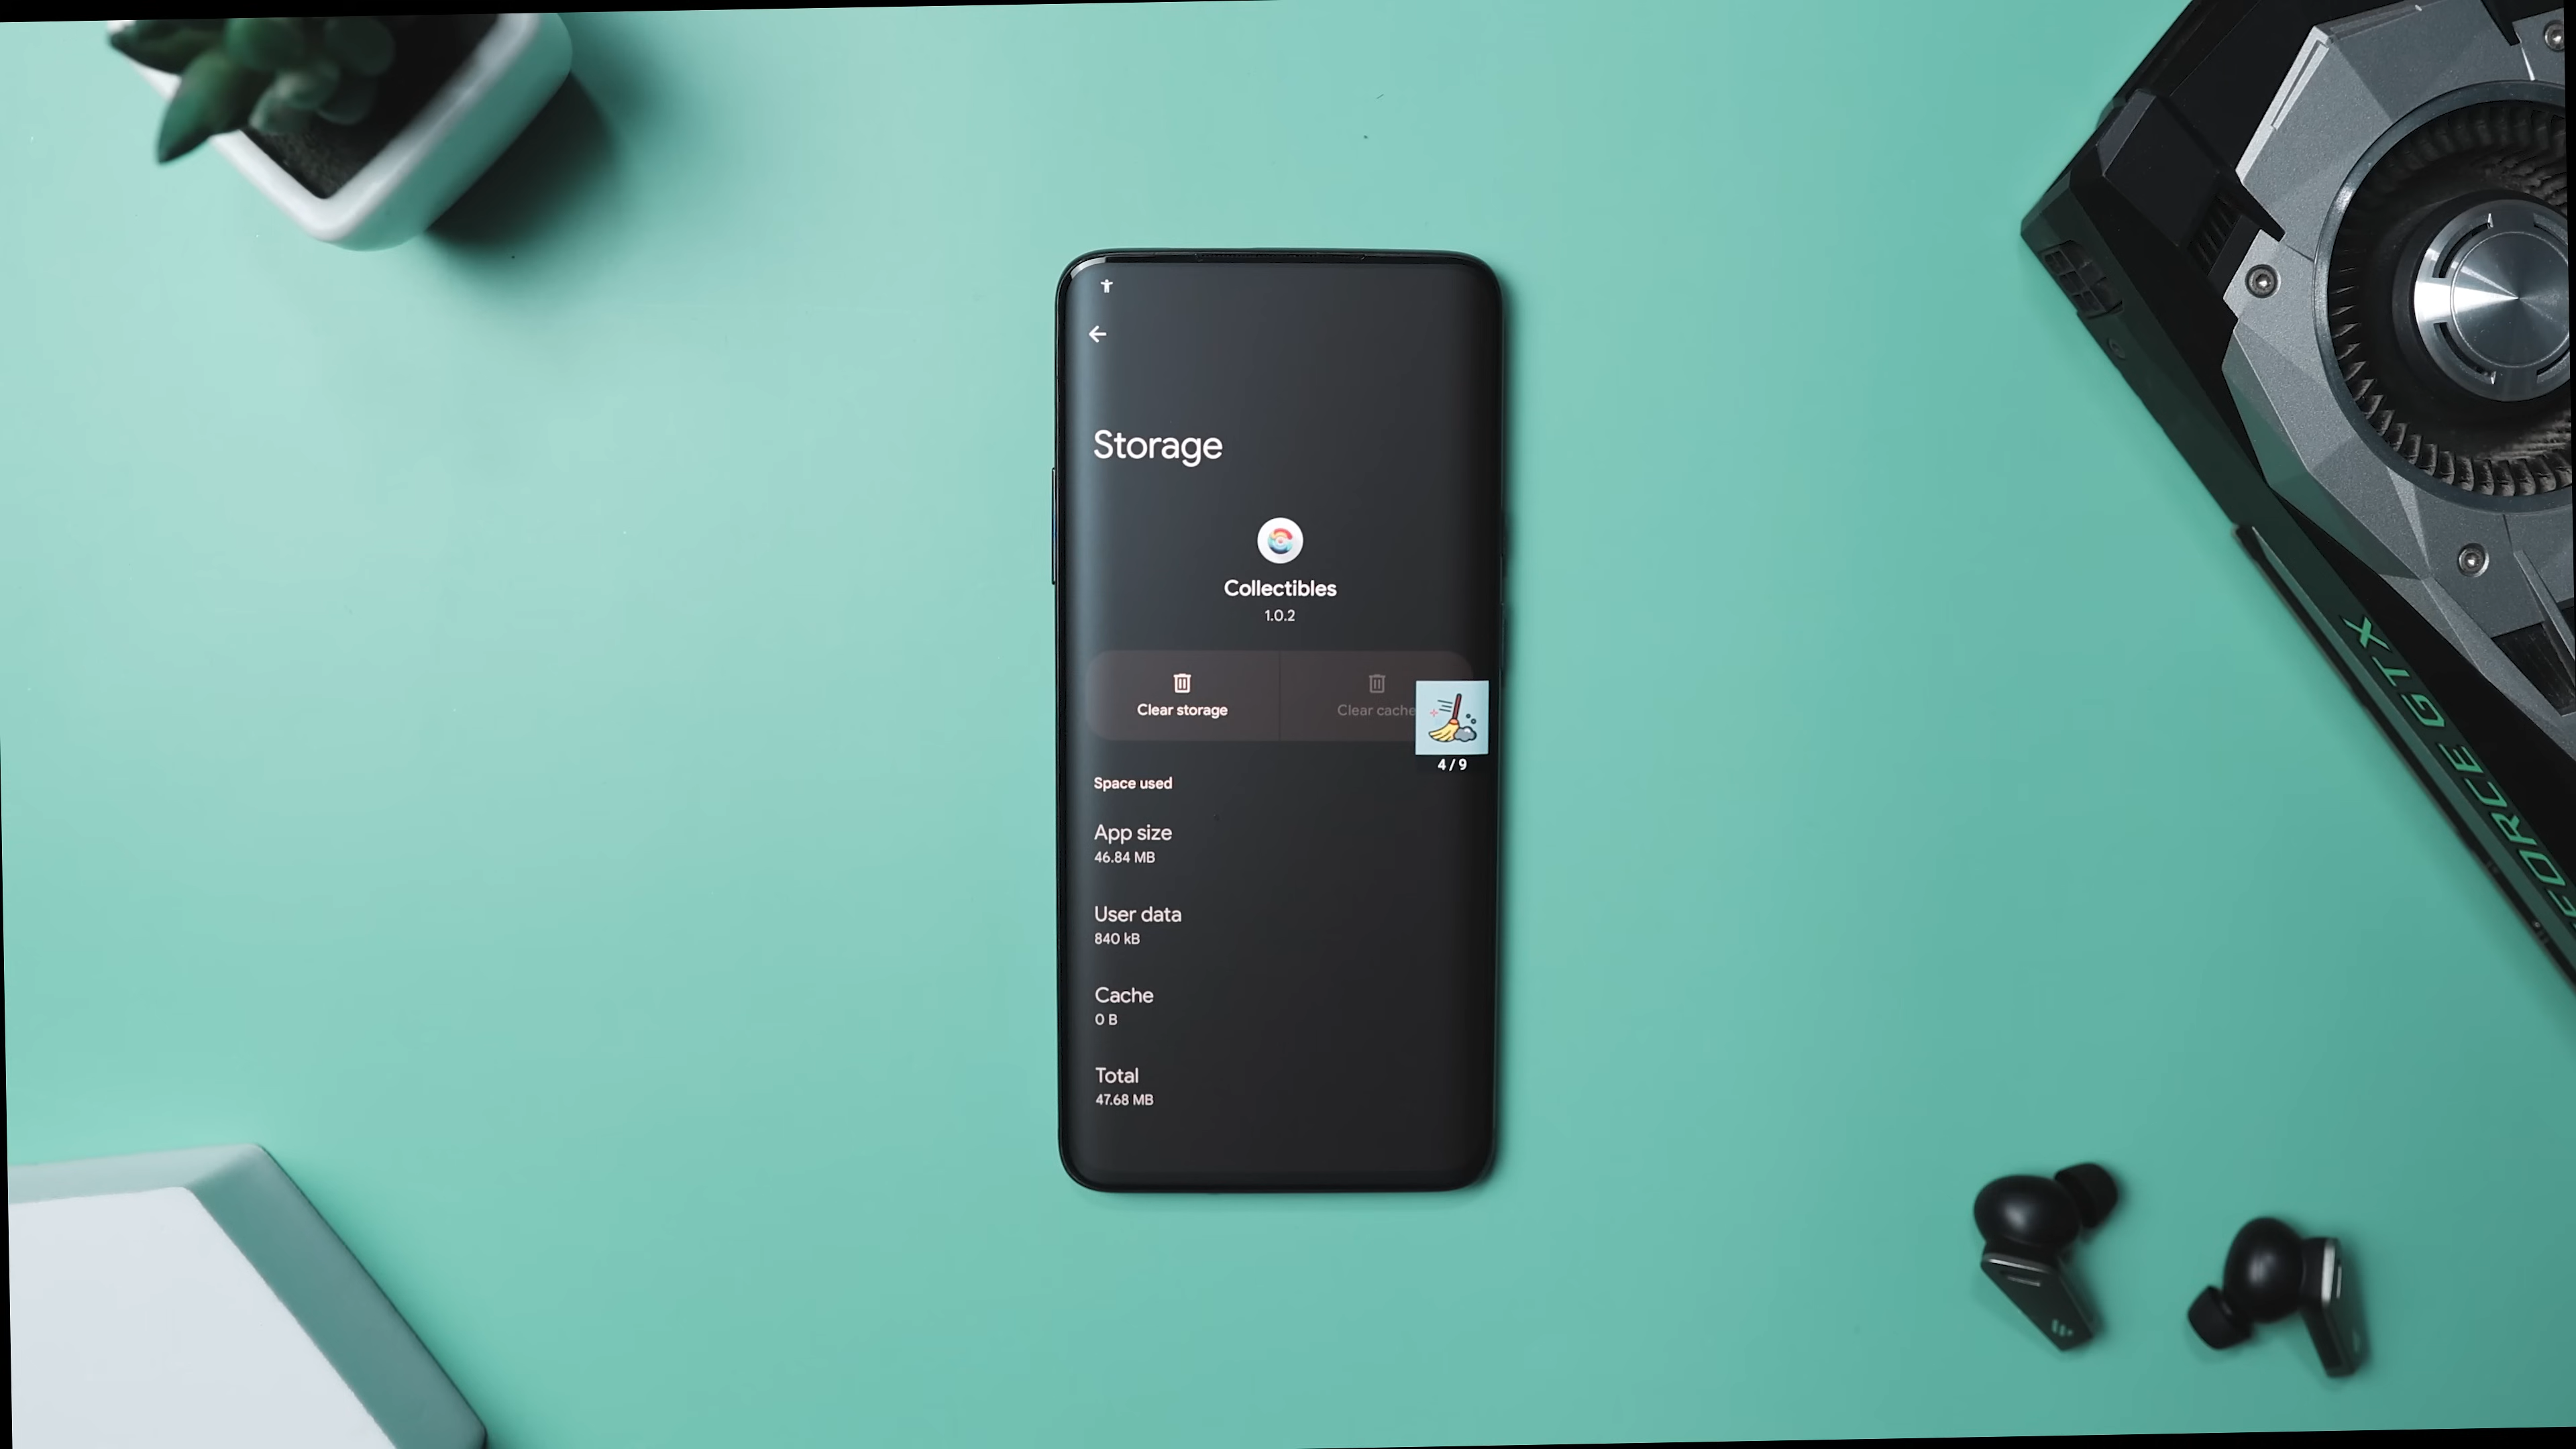 Storage
Collectibles
1.0.2
Clear storage
Clear cache
4 / 9
Space used
App size
46.84 MB
User data
840 kB
Cache
0 B
Total
47.68 MB
GEFORCE GTX